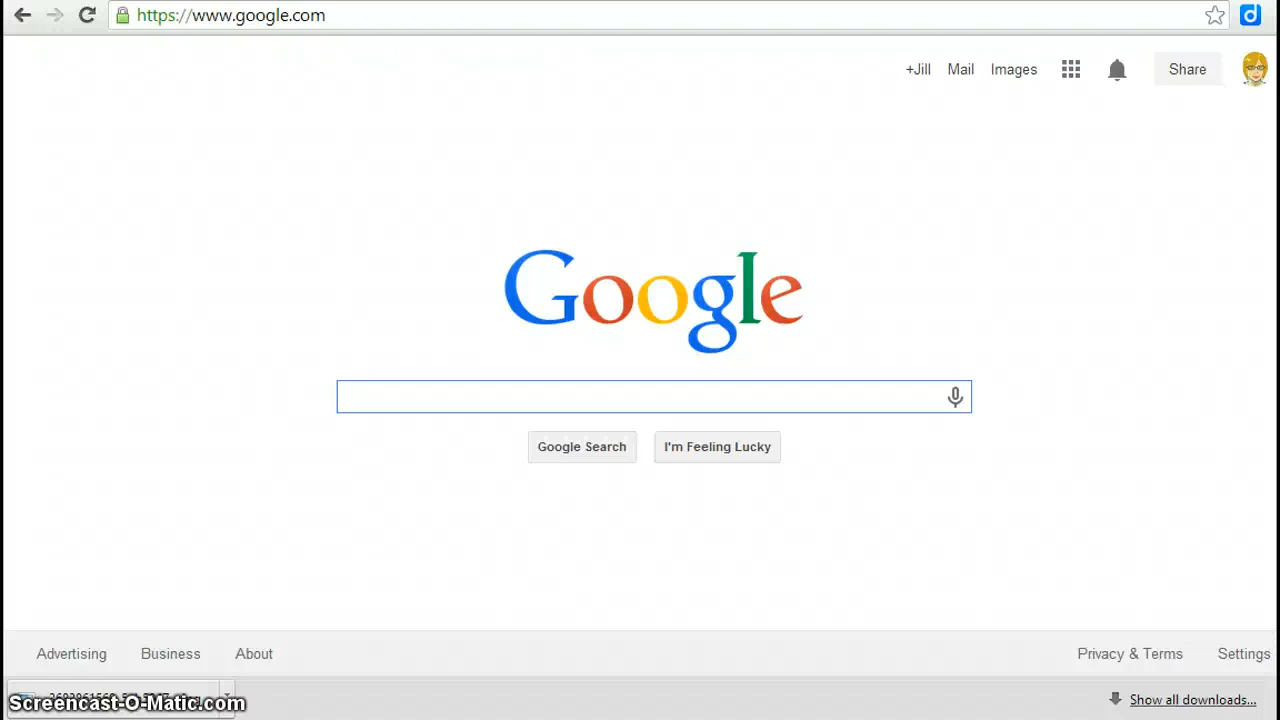 https://www.google.com
+Jill Mail Images Share
Google
Google Search I'm Feeling Lucky
Advertising Business About Privacy & Terms Settings
Screencast-O-Matic.com Show all downloads...